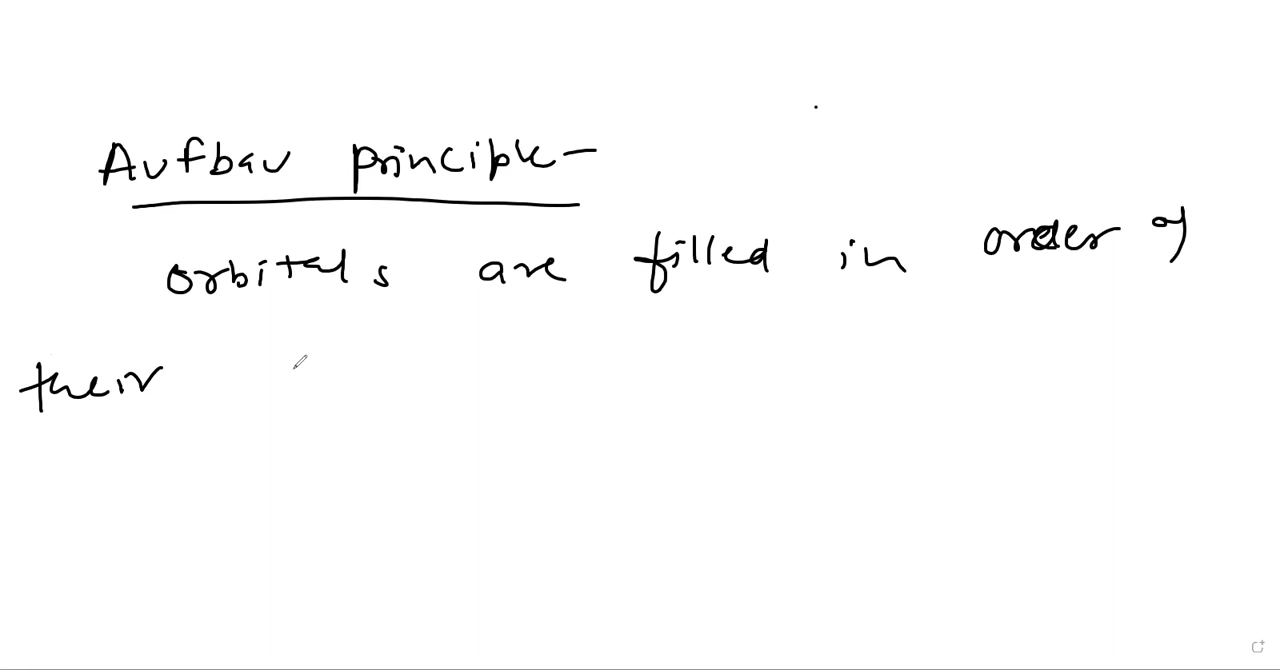 Aufbau principle-
orbitals are filled in order of
their